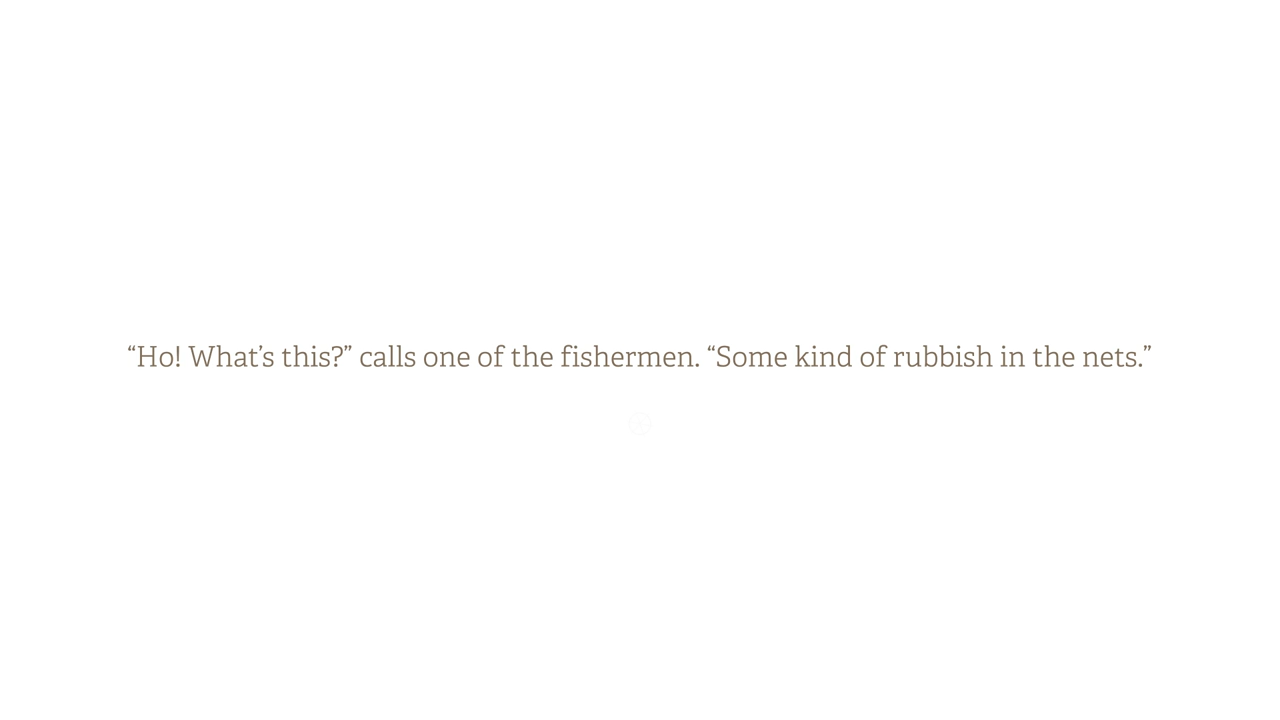 “Ho! What’s this?” calls one of the fishermen. “Some kind of rubbish in the nets.”